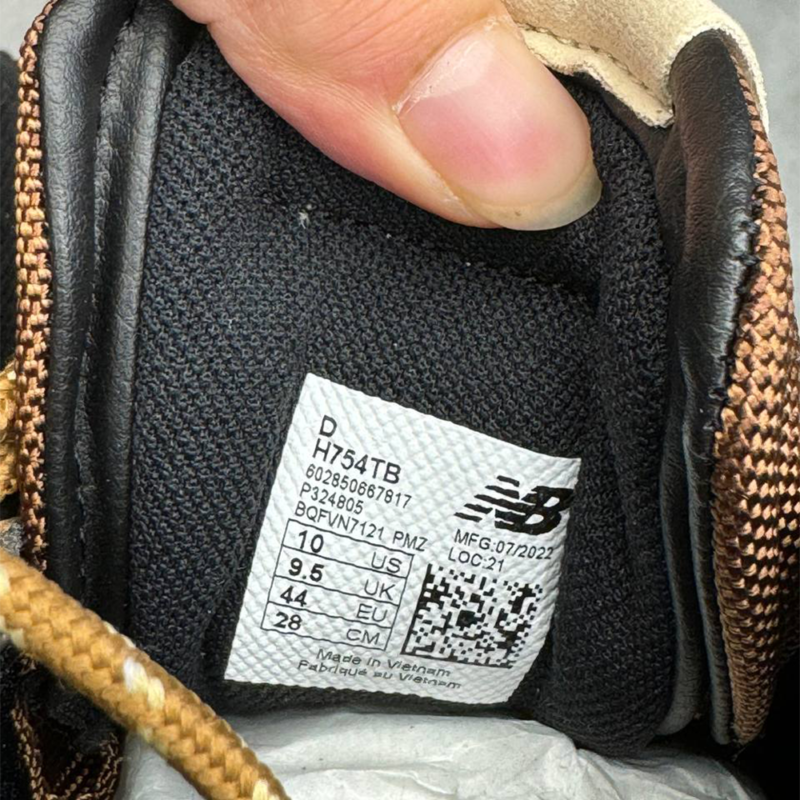 D
H754TB
602850667817
P324805
BQFVN7121 PMZ
NB
MFG:07/2022
LOC:21
10 US
9.5 UK
44 EU
28 CM
Made in Vietnam
Fabriqué au Vietnam